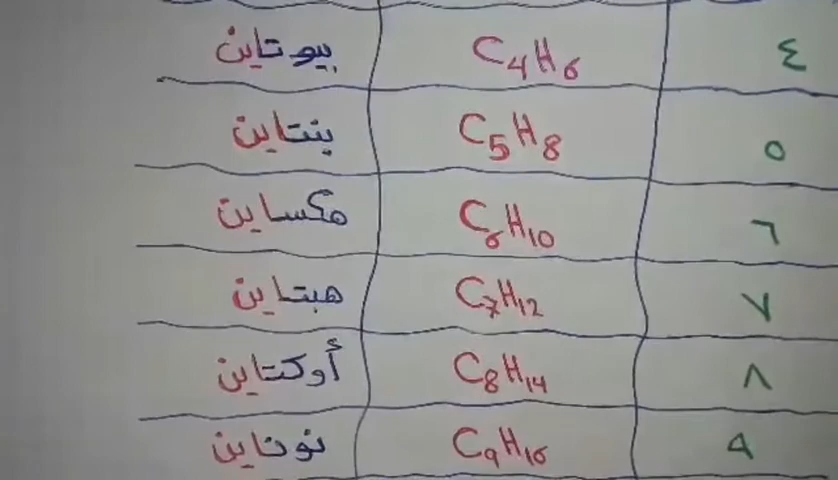 ٤ C₄H₆ بيوتاين
٥ C₅H₈ بنتاين
٦ C₆H₁₀ هكساين
٧ C₇H₁₂ هبتاين
٨ C₈H₁₄ أوكتاين
٩ C₉H₁₆ نوناين